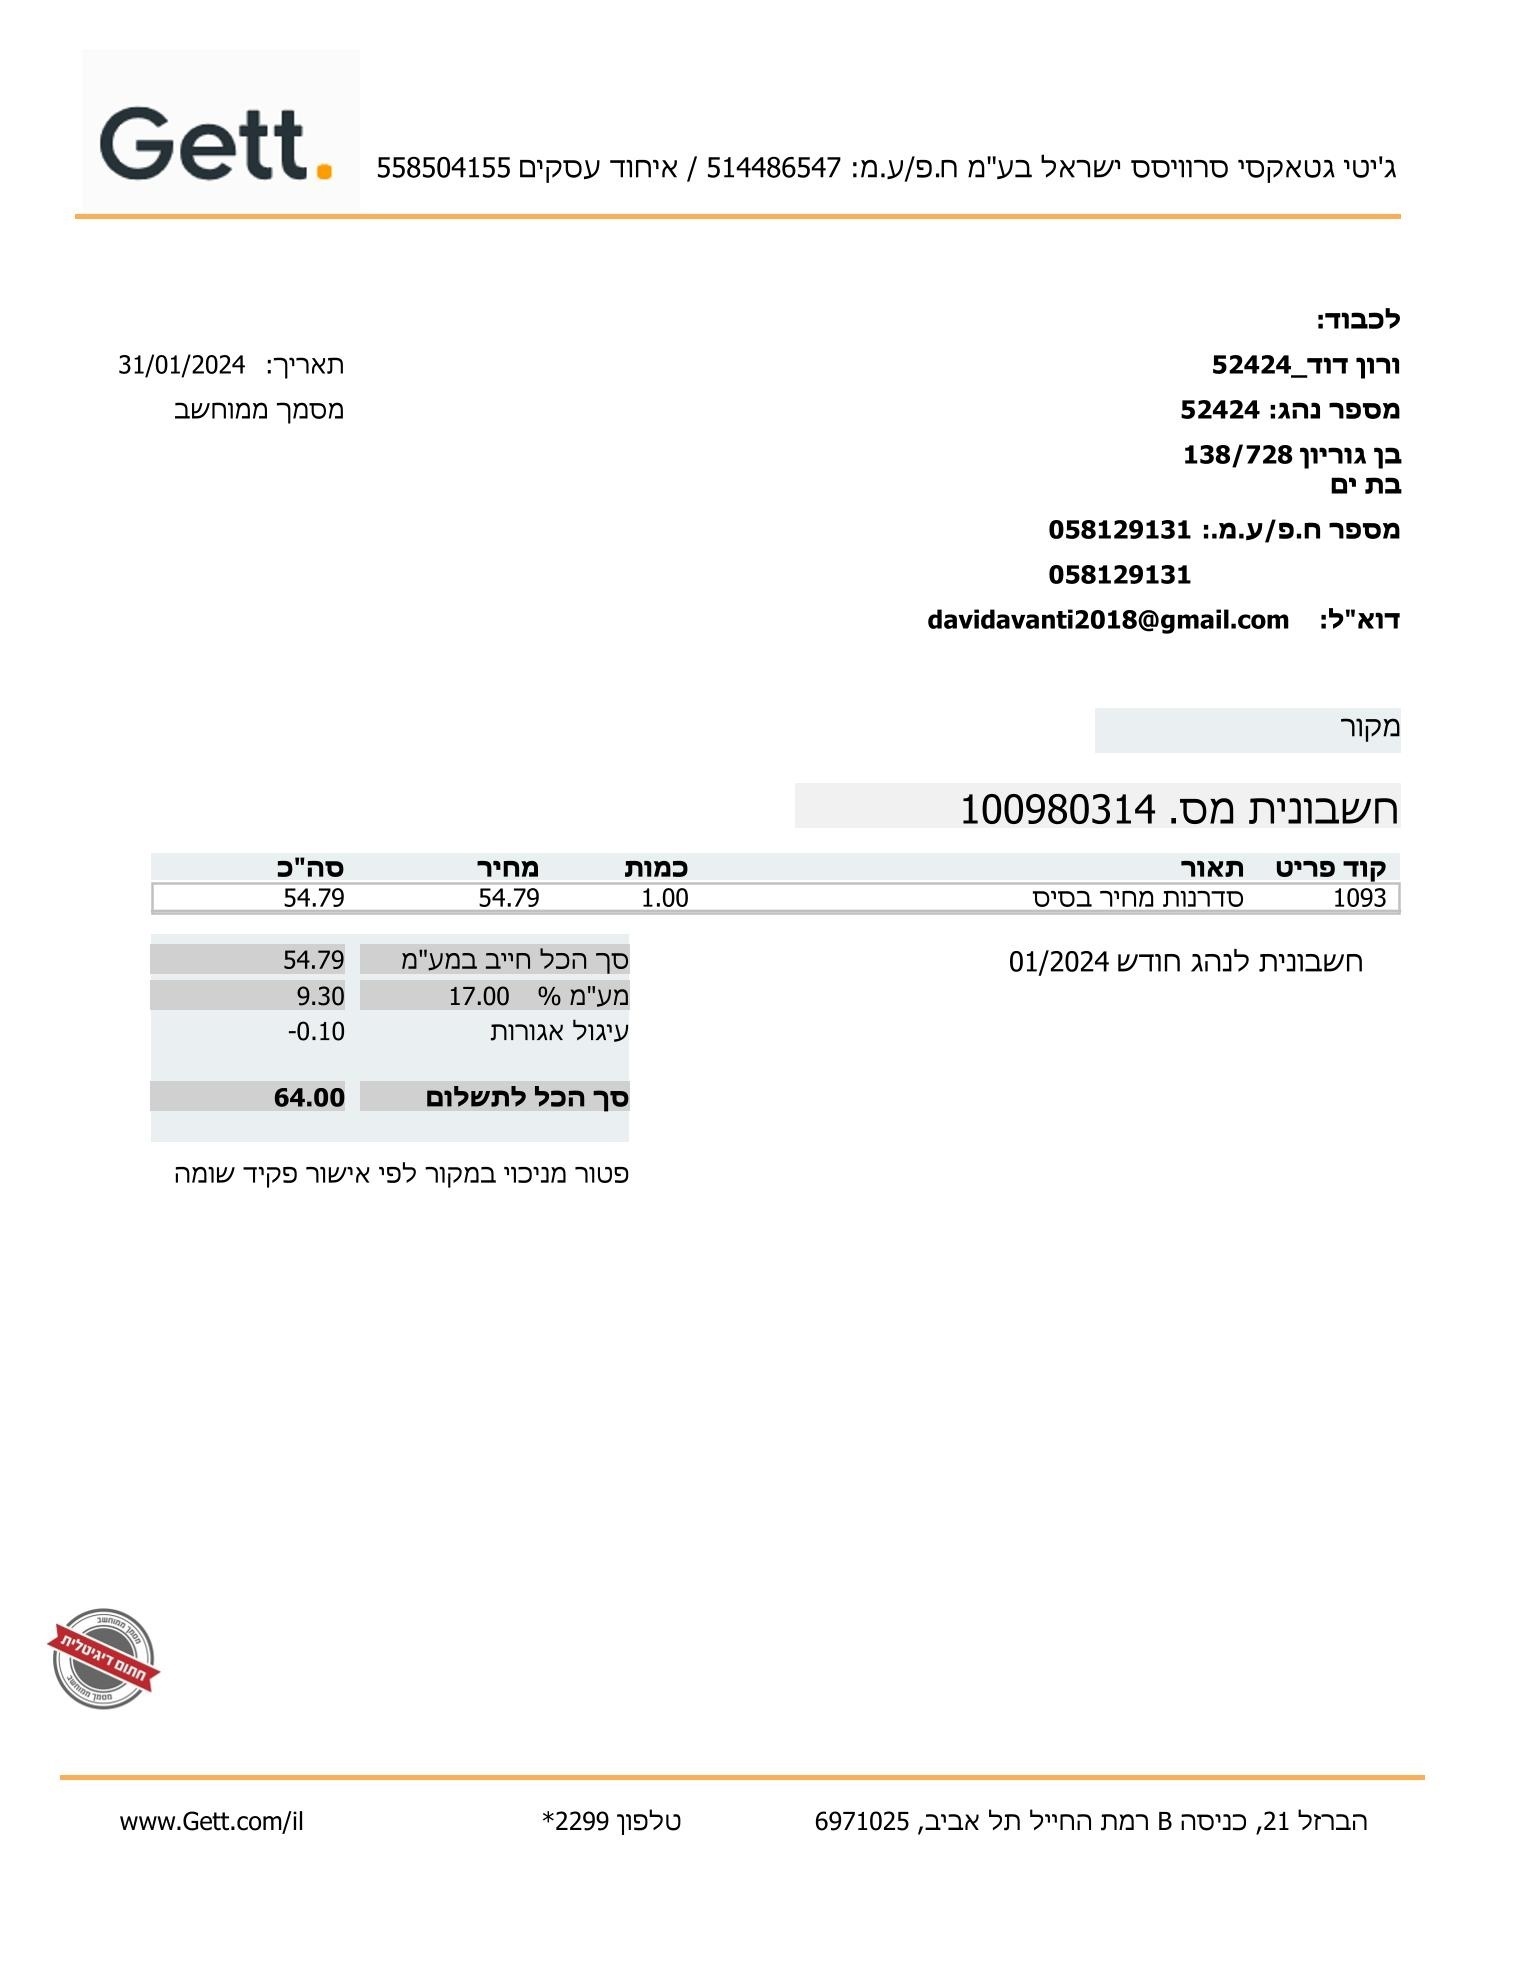 Gett.
ג'יטי גטאקסי סרוויסס ישראל בע"מ ח.פ/ע.מ: 514486547 / איחוד עסקים 558504155
לכבוד:
ורון דוד_52424
תאריך: 31/01/2024
מספר נהג: 52424
מסמך ממוחשב
בן גוריון 138/728
בת ים
מספר ח.פ/ע.מ.: 058129131
058129131
דוא"ל: davidavanti2018@gmail.com
מקור
חשבונית מס. 100980314
קוד פריט תאור כמות מחיר סה"כ
1093 סדרנות מחיר בסיס 1.00 54.79 54.79
חשבונית לנהג חודש 01/2024
סך הכל חייב במע"מ 54.79
מע"מ % 17.00 9.30
עיגול אגורות -0.10
סך הכל לתשלום 64.00
פטור מניכוי במקור לפי אישור פקיד שומה
מסמך ממוחשב
חתום דיגיטלית
מסמך ממוחשב
הברזל 21, כניסה B רמת החייל תל אביב, 6971025
טלפון 2299*
www.Gett.com/il